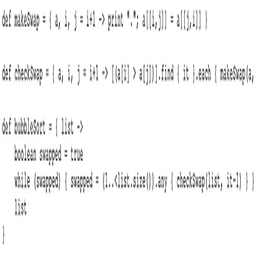 def makeSwap = { a, i, j = i+1 -> print "."; a[[i,j]] = a[[j,i]] }
def checkSwap = { a, i, j = i+1 -> [(a[i] > a[j])].find { it }.each { makeSwap(a,
def bubbleSort = { list ->
boolean swapped = true
while (swapped) { swapped = (1..<list.size()).any { checkSwap(list, it-1) } }
list
}